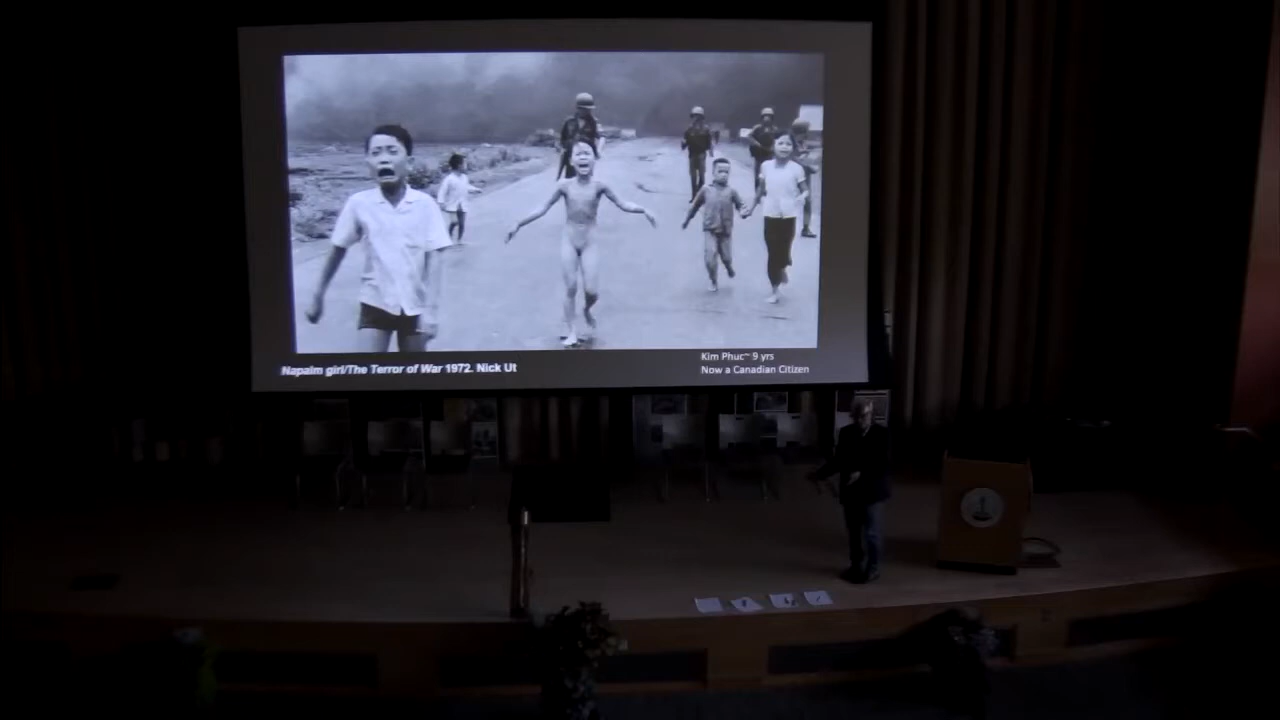 Napalm girl/The Terror of War 1972. Nick Ut
Kim Phuc~ 9 yrs
Now a Canadian Citizen